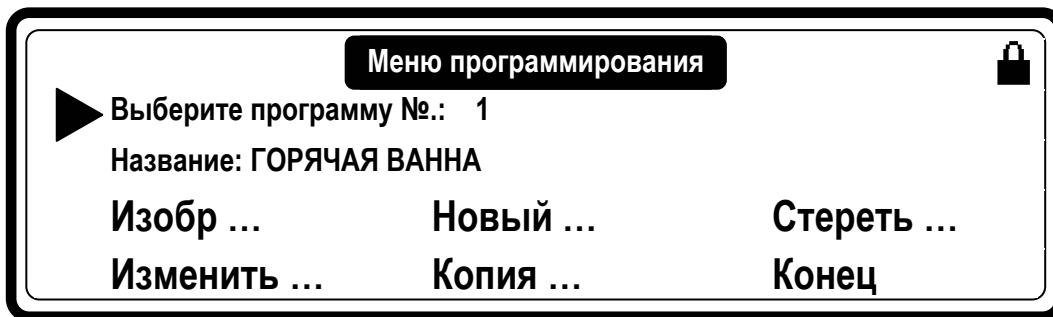 Меню программирования
Выберите программу №.: 1
Название: ГОРЯЧАЯ ВАННА
Изобр ... Новый ... Стереть ...
Изменить ... Копия ... Конец